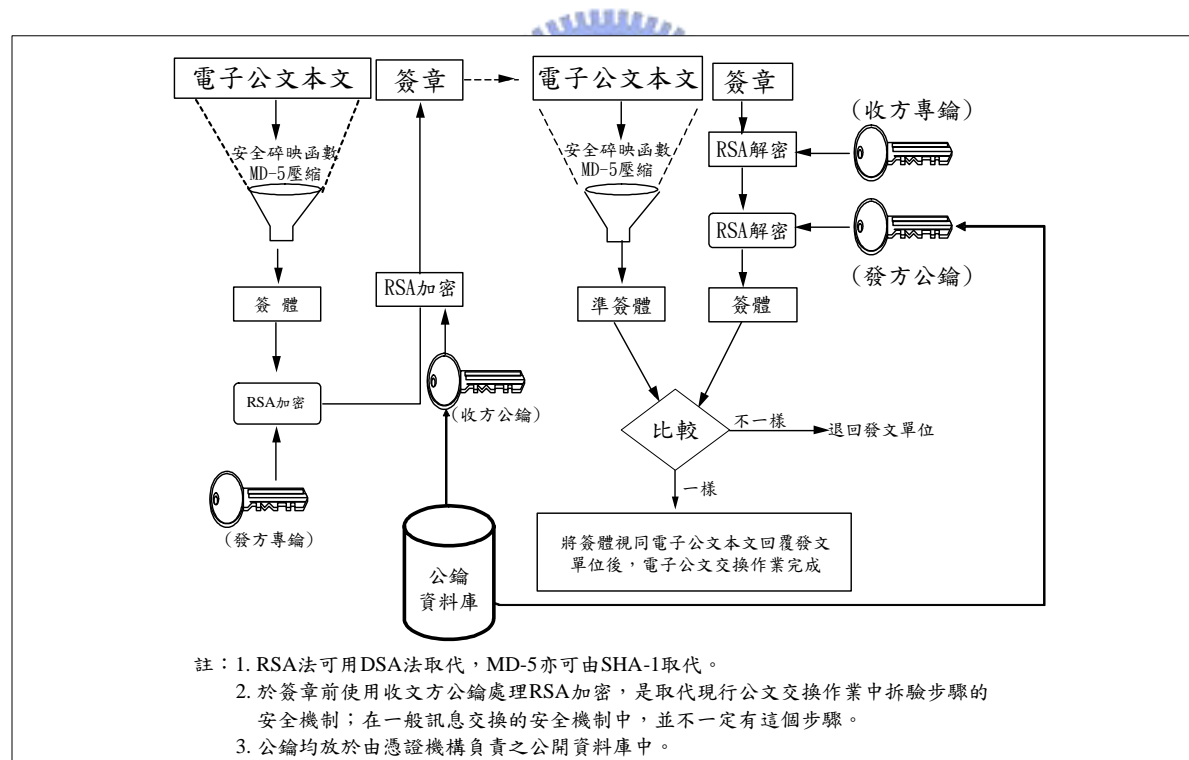 電子公文本文
簽章
電子公文本文
簽章
安全碎映函數
MD-5壓縮
安全碎映函數
MD-5壓縮
RSA解密
(收方專鑰)
RSA解密
(發方公鑰)
簽 體
RSA加密
準簽體
簽體
RSA加密
(收方公鑰)
(發方專鑰)
比較
不一樣
退回發文單位
一樣
公鑰
資料庫
將簽體視同電子公文本文回覆發文
單位後，電子公文交換作業完成
註：1. RSA法可用DSA法取代，MD-5亦可由SHA-1取代。
2. 於簽章前使用收文方公鑰處理RSA加密，是取代現行公文交換作業中拆驗步驟的
安全機制；在一般訊息交換的安全機制中，並不一定有這個步驟。
3. 公鑰均放於由憑證機構負責之公開資料庫中。